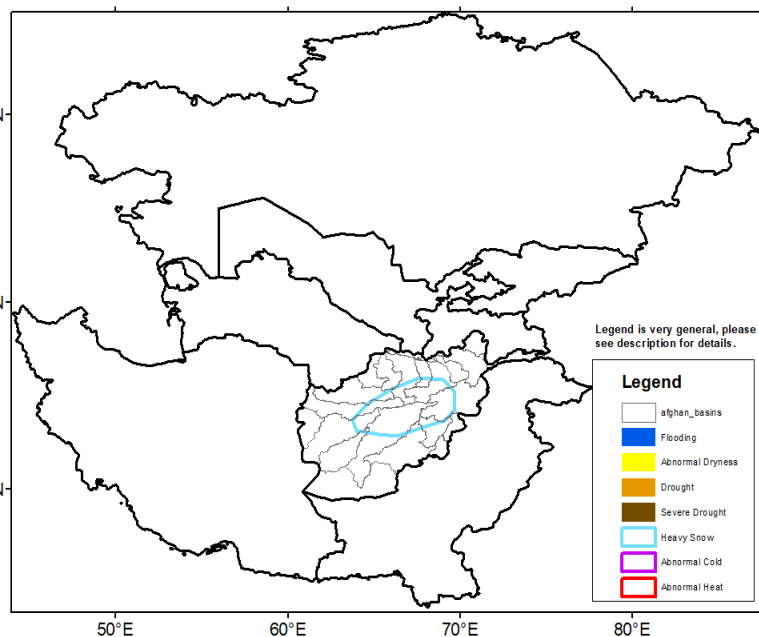 N
N
Legend is very general, please
see description for details.
Legend
afghan_basins
Flooding
Abnormal Dryness
Drought
Severe Drought
Heavy Snow
Abnormal Cold
Abnormal Heat
N
50°E
60°E
70°E
80°E